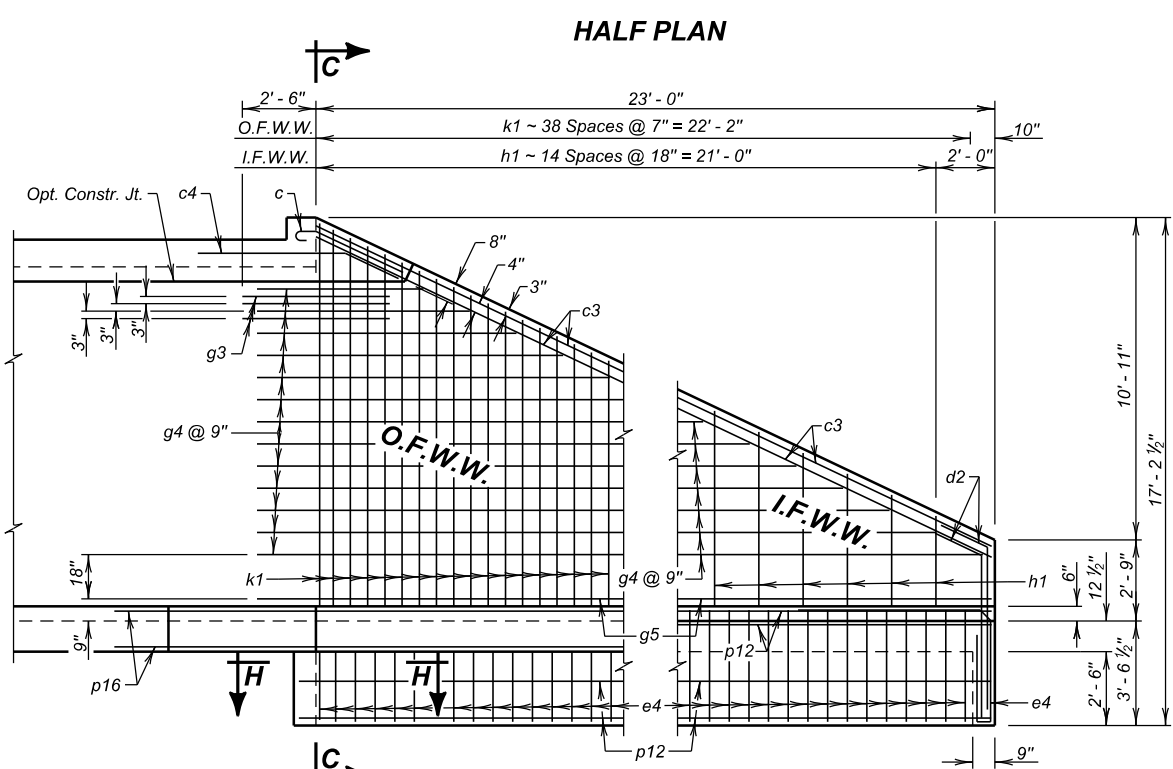 HALF PLAN
C
2' - 6" 23' - 0"
O.F.W.W. k1 ~ 38 Spaces @ 7" = 22' - 2" 10"
I.F.W.W. h1 ~ 14 Spaces @ 18" = 21' - 0" 2' - 0"
Opt. Constr. Jt. c4 c
8"
4"
3"
c3
3" 3" 3"
g3
10' - 11"
17' - 2 ½"
g4 @ 9"
O.F.W.W.
c3
d2
I.F.W.W.
18"
k1
g4 @ 9"
h1
6"
12 ½"
2' - 9"
g5
9"
p12
p16
H H
e4
e4
2' - 6"
3' - 6 ½"
p12
9"
C